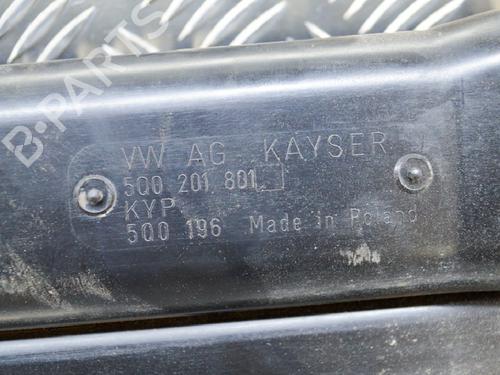 B-PARTS
VW AG KAYSER
5Q0 201 801
KYP
5Q0 196 Made in Poland